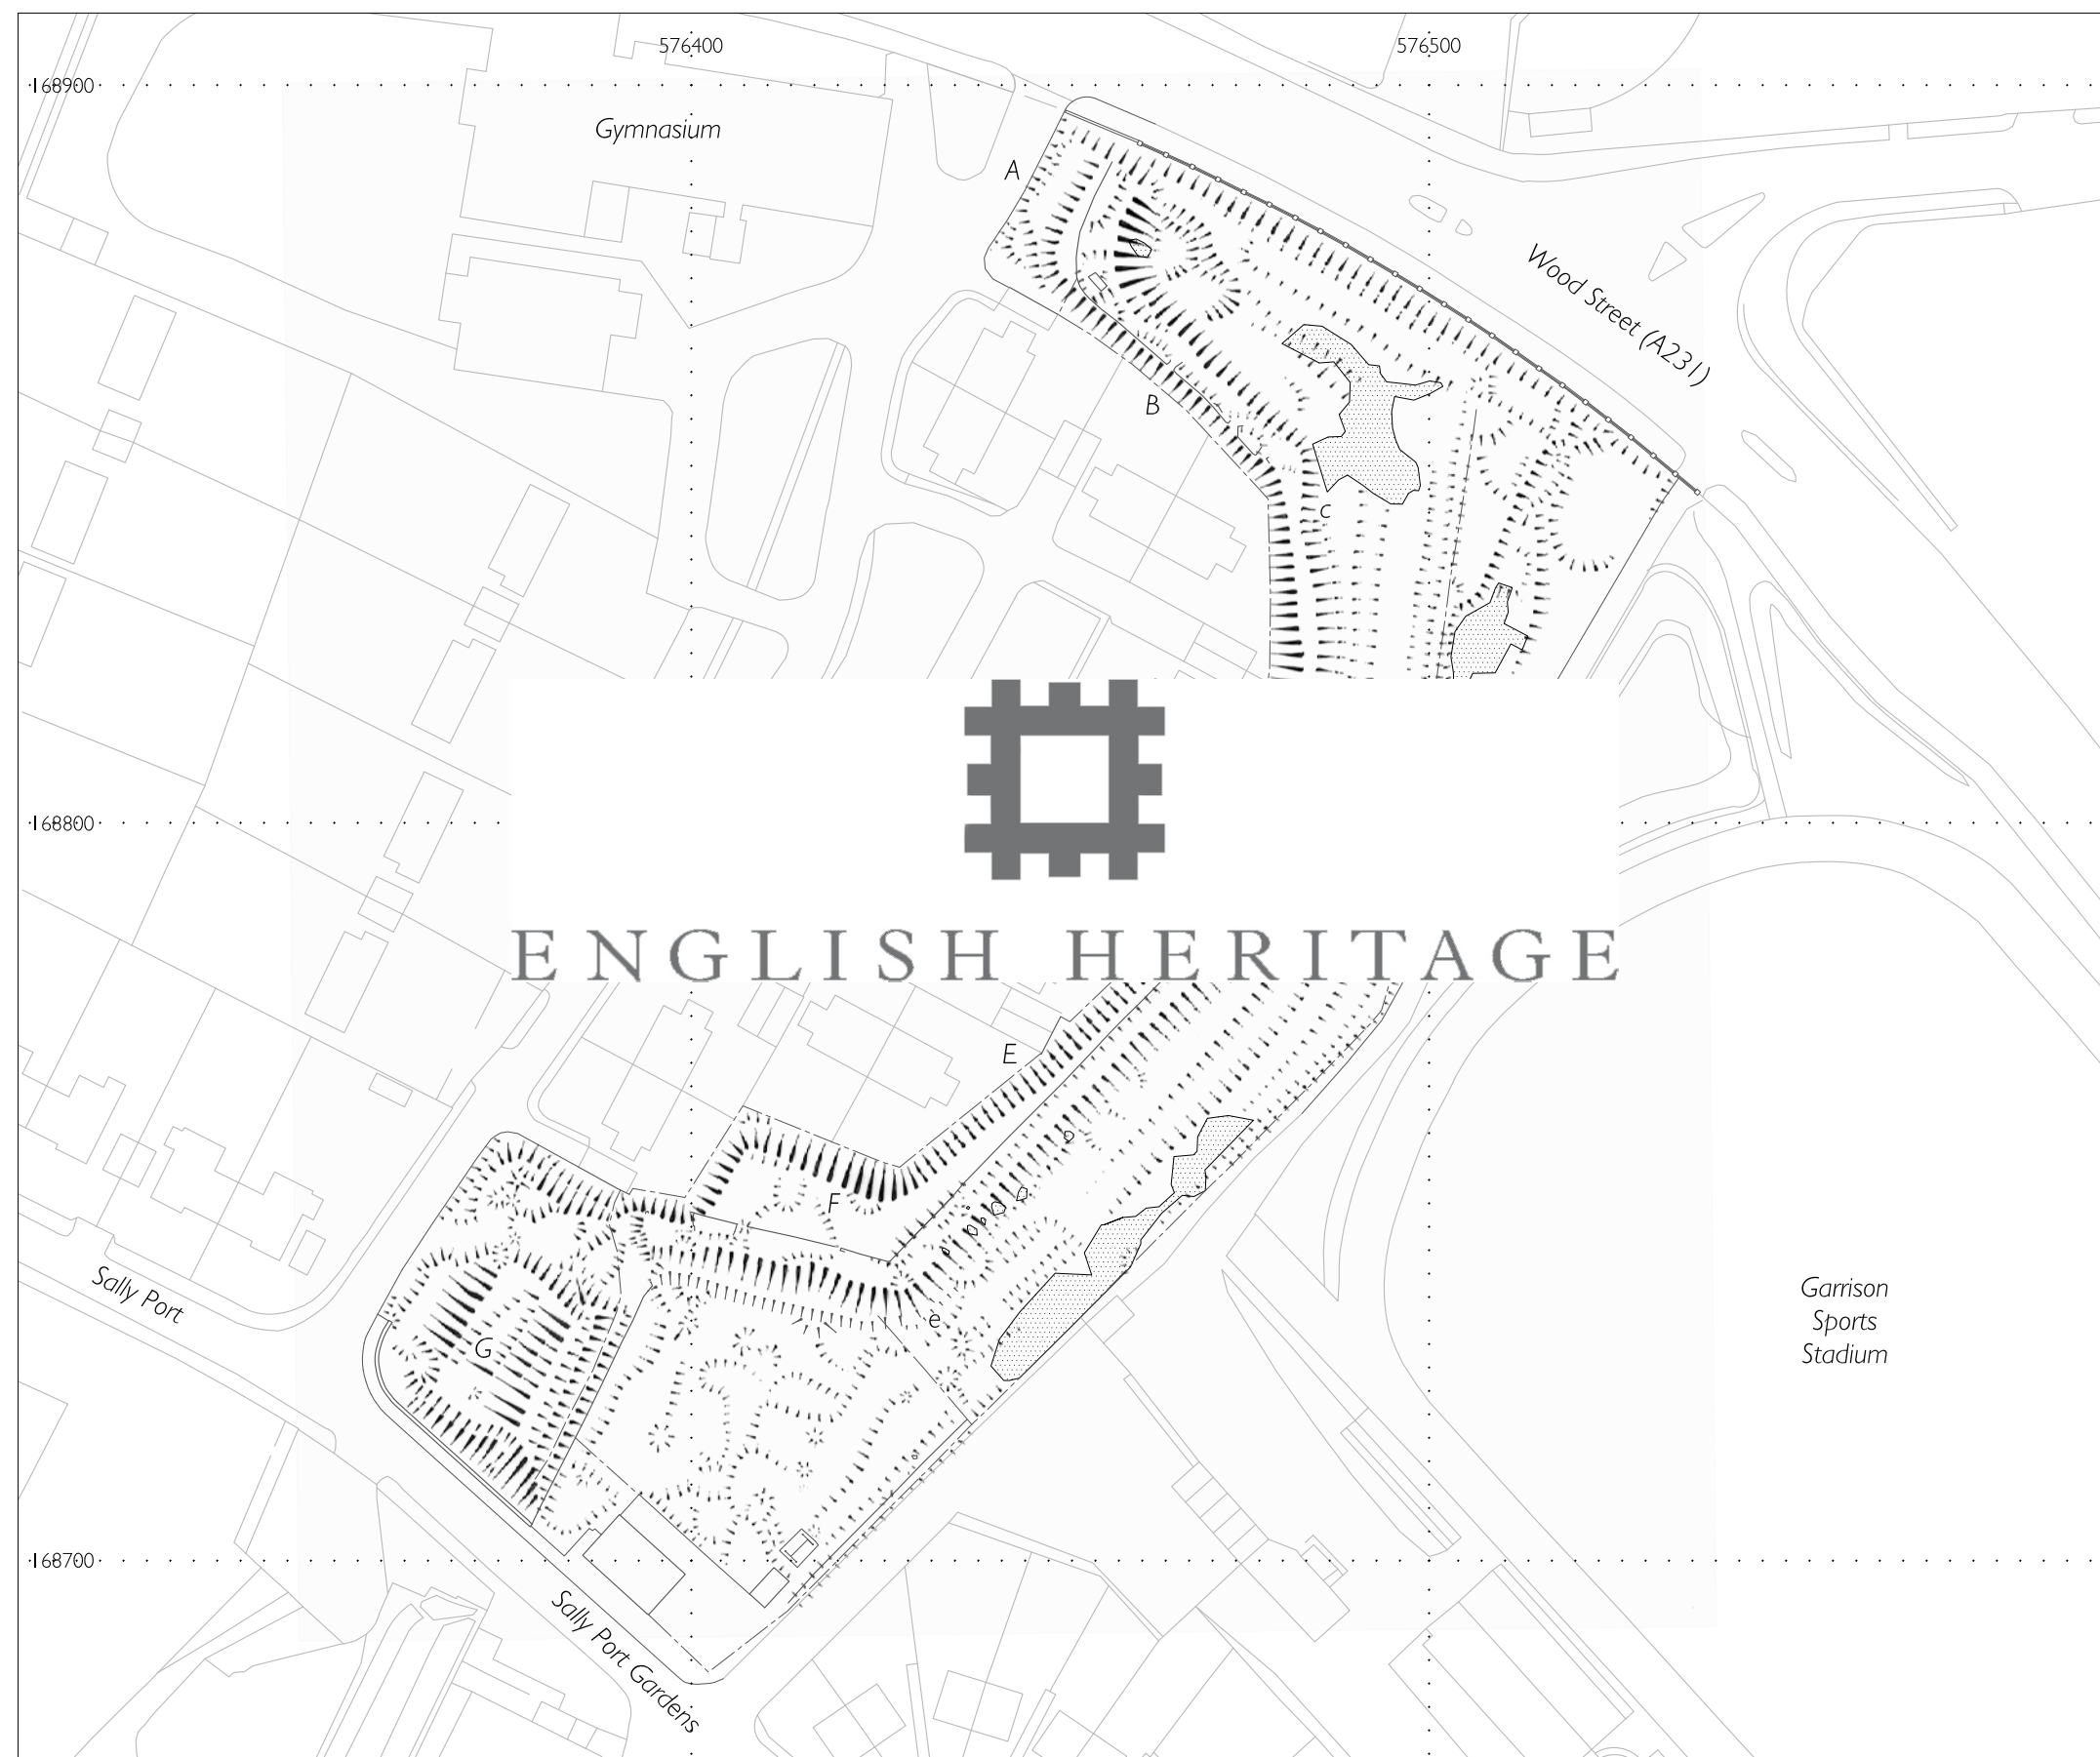 576400
576500
168900
Gymnasium
A
Wood Street (A231)
B
c
168800
ENGLISH HERITAGE
E
F
Sally Port
e
G
Garrison
Sports
Stadium
168700
Sally Port Gardens